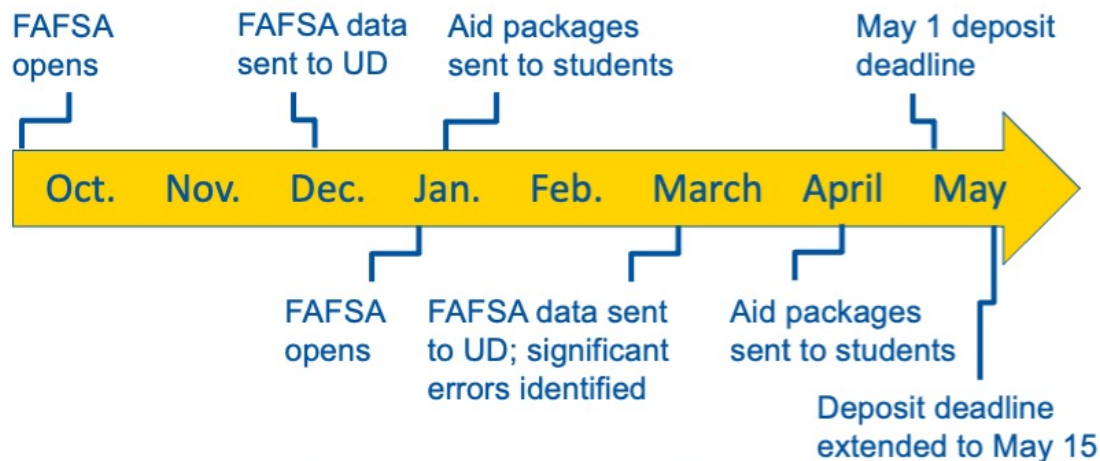 FAFSA
opens
FAFSA data
sent to UD
Aid packages
sent to students
May 1 deposit
deadline
Oct. Nov. Dec. Jan. Feb. March April May
FAFSA
opens
FAFSA data sent
to UD; significant
errors identified
Aid packages
sent to students
Deposit deadline
extended to May 15